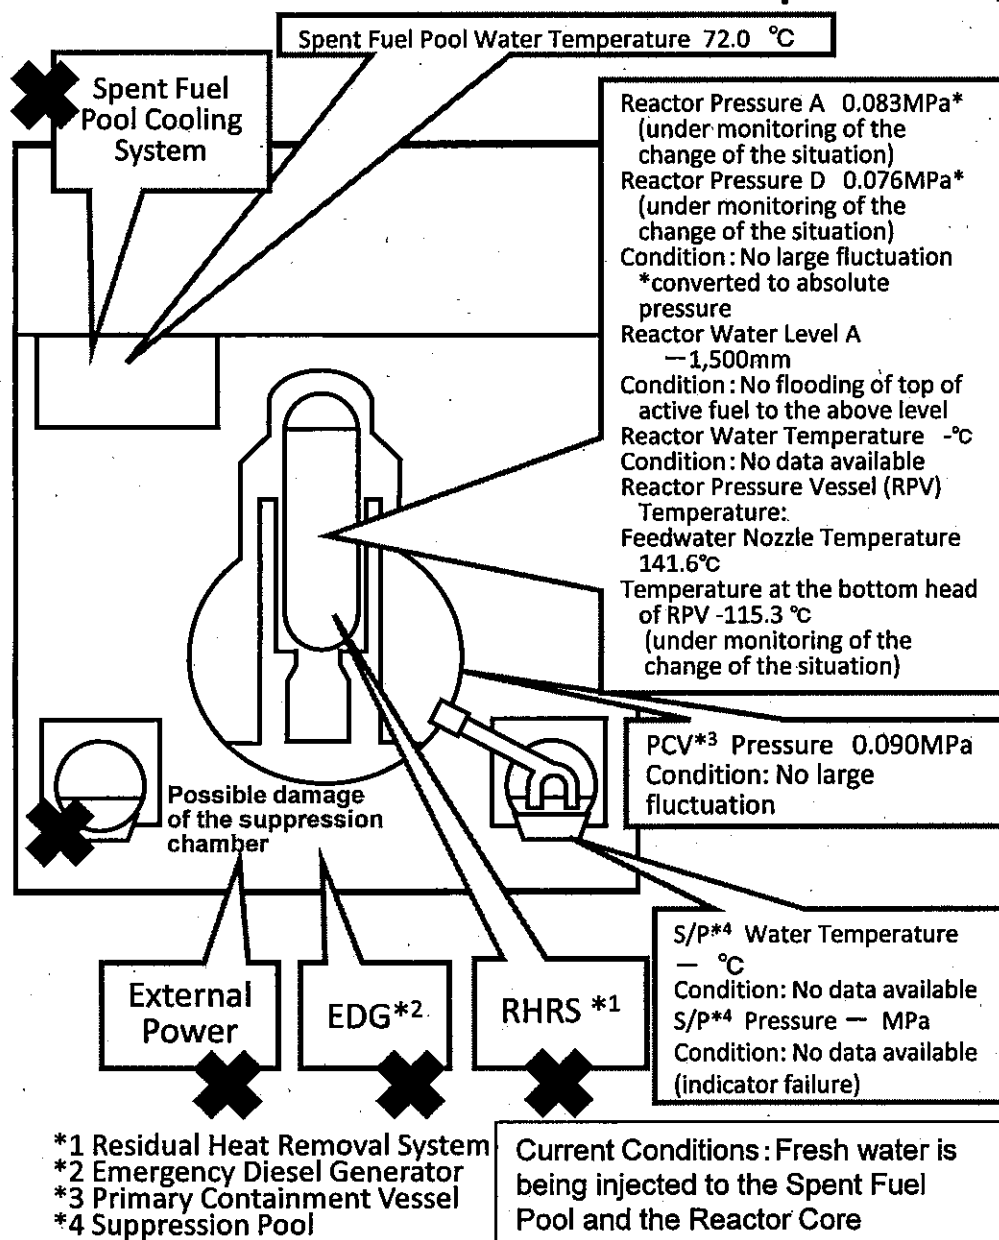 Spent Fuel Pool Water Temperature 72.0 ℃
Spent Fuel
Pool Cooling
System
Reactor Pressure A 0.083MPa*
(under monitoring of the
change of the situation)
Reactor Pressure D 0.076MPa*
(under monitoring of the
change of the situation)
Condition: No large fluctuation
*converted to absolute
pressure
Reactor Water Level A
－1,500mm
Condition: No flooding of top of
active fuel to the above level
Reactor Water Temperature -℃
Condition: No data available
Reactor Pressure Vessel (RPV)
Temperature:
Feedwater Nozzle Temperature
141.6℃
Temperature at the bottom head
of RPV -115.3 ℃
(under monitoring of the
change of the situation)
PCV*3 Pressure 0.090MPa
Condition: No large
fluctuation
Possible damage
of the suppression
chamber
S/P*4 Water Temperature
－ ℃
Condition: No data available
S/P*4 Pressure － MPa
Condition: No data available
(indicator failure)
External
Power
EDG*2
RHRS *1
*1 Residual Heat Removal System
*2 Emergency Diesel Generator
*3 Primary Containment Vessel
*4 Suppression Pool
Current Conditions: Fresh water is
being injected to the Spent Fuel
Pool and the Reactor Core